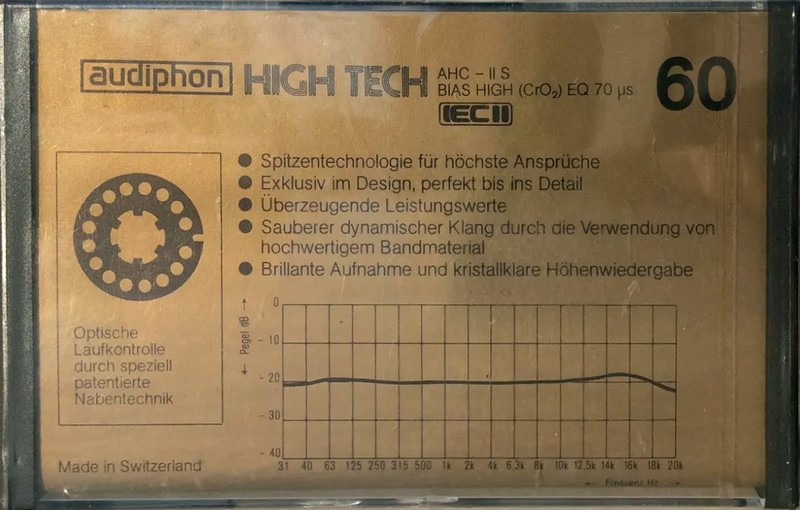 audiphon HIGH TECH AHC – II S 60
BIAS HIGH (CrO₂) EQ 70 µs
IEC II
● Spitzentechnologie für höchste Ansprüche
● Exklusiv im Design, perfekt bis ins Detail
● Überzeugende Leistungswerte
● Sauberer dynamischer Klang durch die Verwendung von
hochwertigem Bandmaterial
● Brillante Aufnahme und kristallklare Höhenwiedergabe
Optische
Laufkontrolle
durch speziell
patentierte
Nabentechnik
Made in Switzerland
← Pegel dB →
0
- 10
- 20
- 30
- 40
31 40 63 125 250 315 500 1k 2k 4k 6,3k 8k 10k 12,5k 14k 16k 18k 20k
← Frequenz Hz →